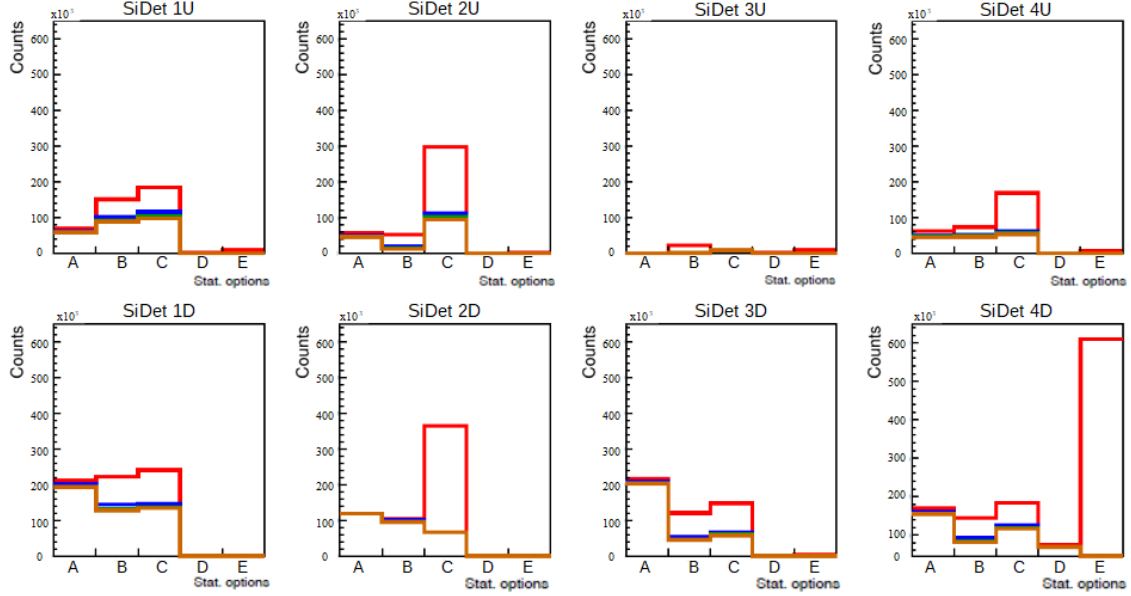 SiDet 1U
x10³
Counts
600
500
400
300
200
100
0
A B C D E
Stat. options
SiDet 2U
x10³
Counts
600
500
400
300
200
100
0
A B C D E
Stat. options
SiDet 3U
x10³
Counts
600
500
400
300
200
100
0
A B C D E
Stat. options
SiDet 4U
x10³
Counts
600
500
400
300
200
100
0
A B C D E
Stat. options
SiDet 1D
x10³
Counts
600
500
400
300
200
100
0
A B C D E
Stat. options
SiDet 2D
x10³
Counts
600
500
400
300
200
100
0
A B C D E
Stat. options
SiDet 3D
x10³
Counts
600
500
400
300
200
100
0
A B C D E
Stat. options
SiDet 4D
x10³
Counts
600
500
400
300
200
100
0
A B C D E
Stat. options